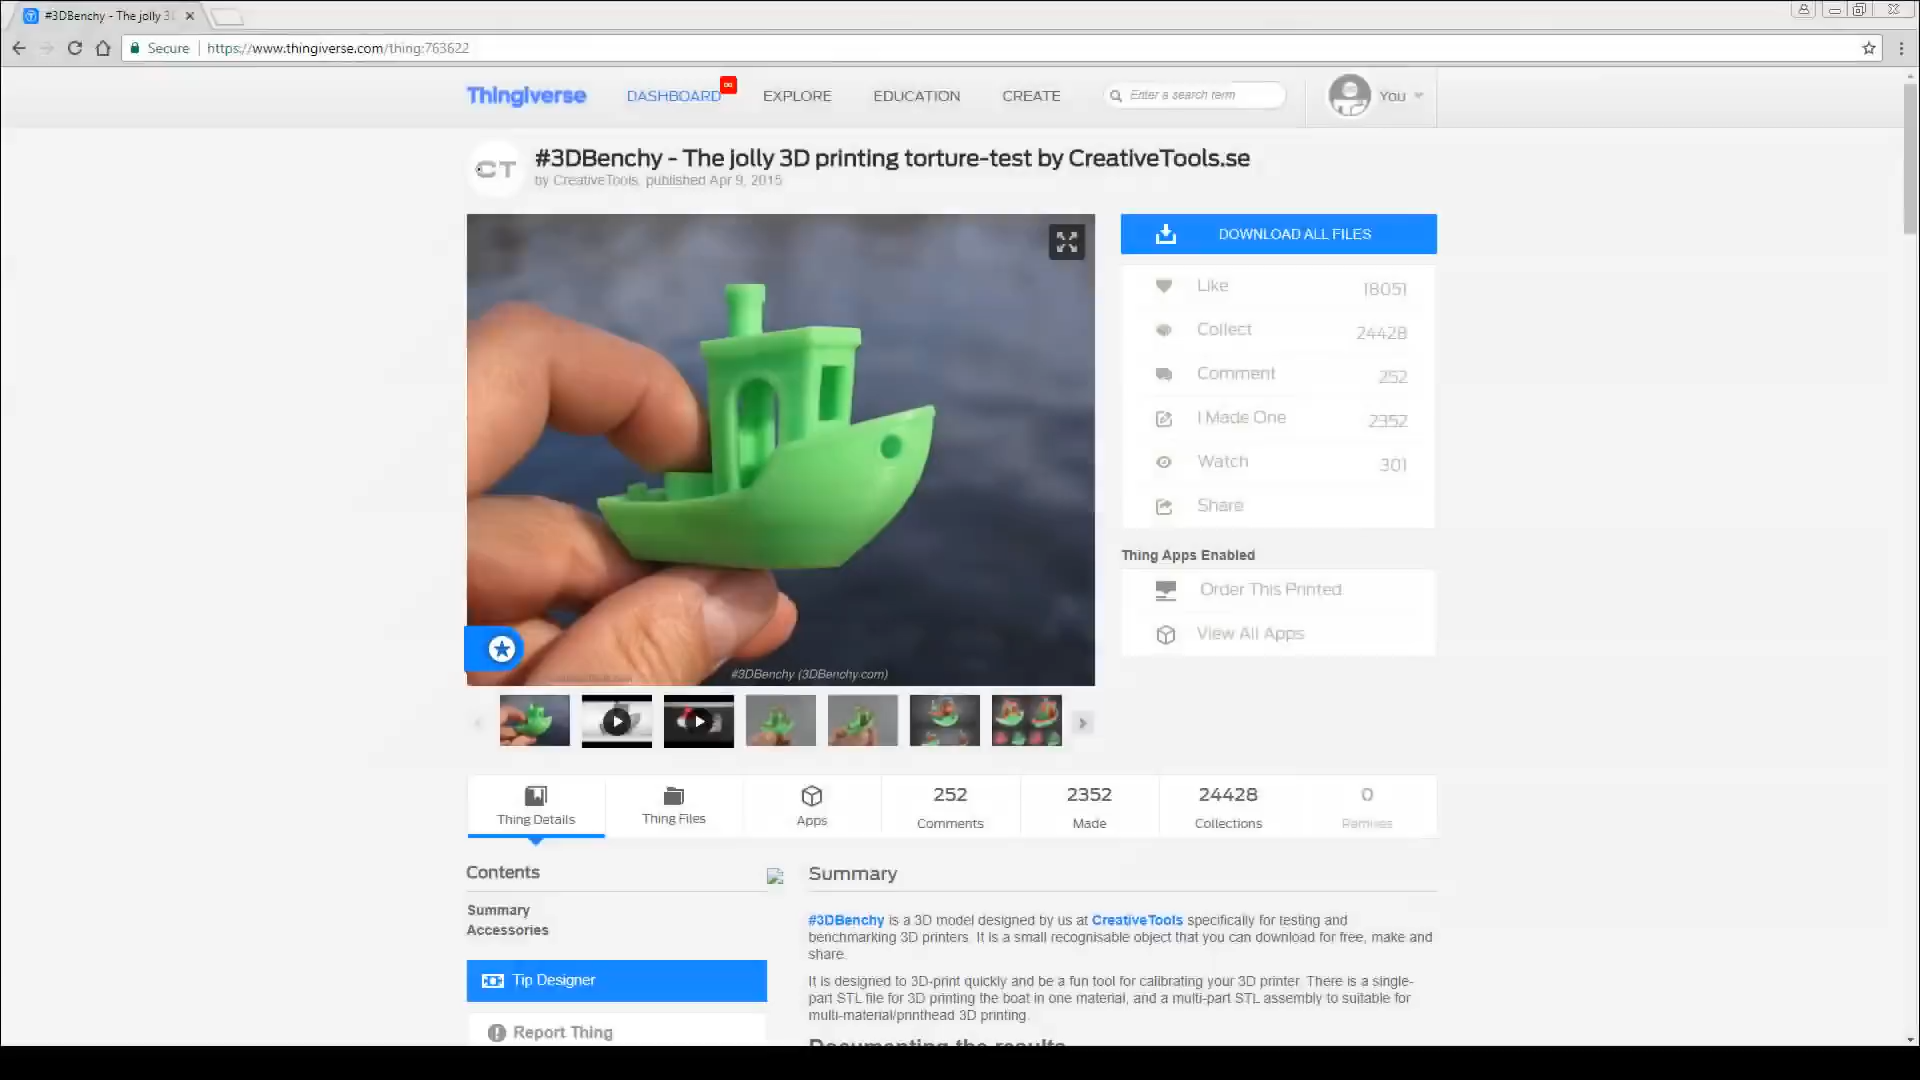 #3DBenchy - The jolly 3
Secure
https://www.thingiverse.com/thing:763622
Thingiverse
DASHBOARD
EXPLORE
EDUCATION
CREATE
Enter a search term
You
CT
#3DBenchy - The jolly 3D printing torture-test by CreativeTools.se
by CreativeTools, published Apr 9, 2015
DOWNLOAD ALL FILES
Like 18051
Collect 24428
Comment 252
I Made One 2352
Watch 301
Share
Thing Apps Enabled
Order This Printed
View All Apps
#3DBenchy (3DBenchy.com)
Thing Details
Thing Files
Apps
252
Comments
2352
Made
24428
Collections
0
Remixes
Contents
Summary
Accessories
Tip Designer
Report Thing
Summary
#3DBenchy is a 3D model designed by us at CreativeTools specifically for testing and
benchmarking 3D printers. It is a small recognisable object that you can download for free, make and
share.
It is designed to 3D-print quickly and be a fun tool for calibrating your 3D printer. There is a single-
part STL file for 3D printing the boat in one material, and a multi-part STL assembly to suitable for
multi-material/printhead 3D printing.
Documenting the results